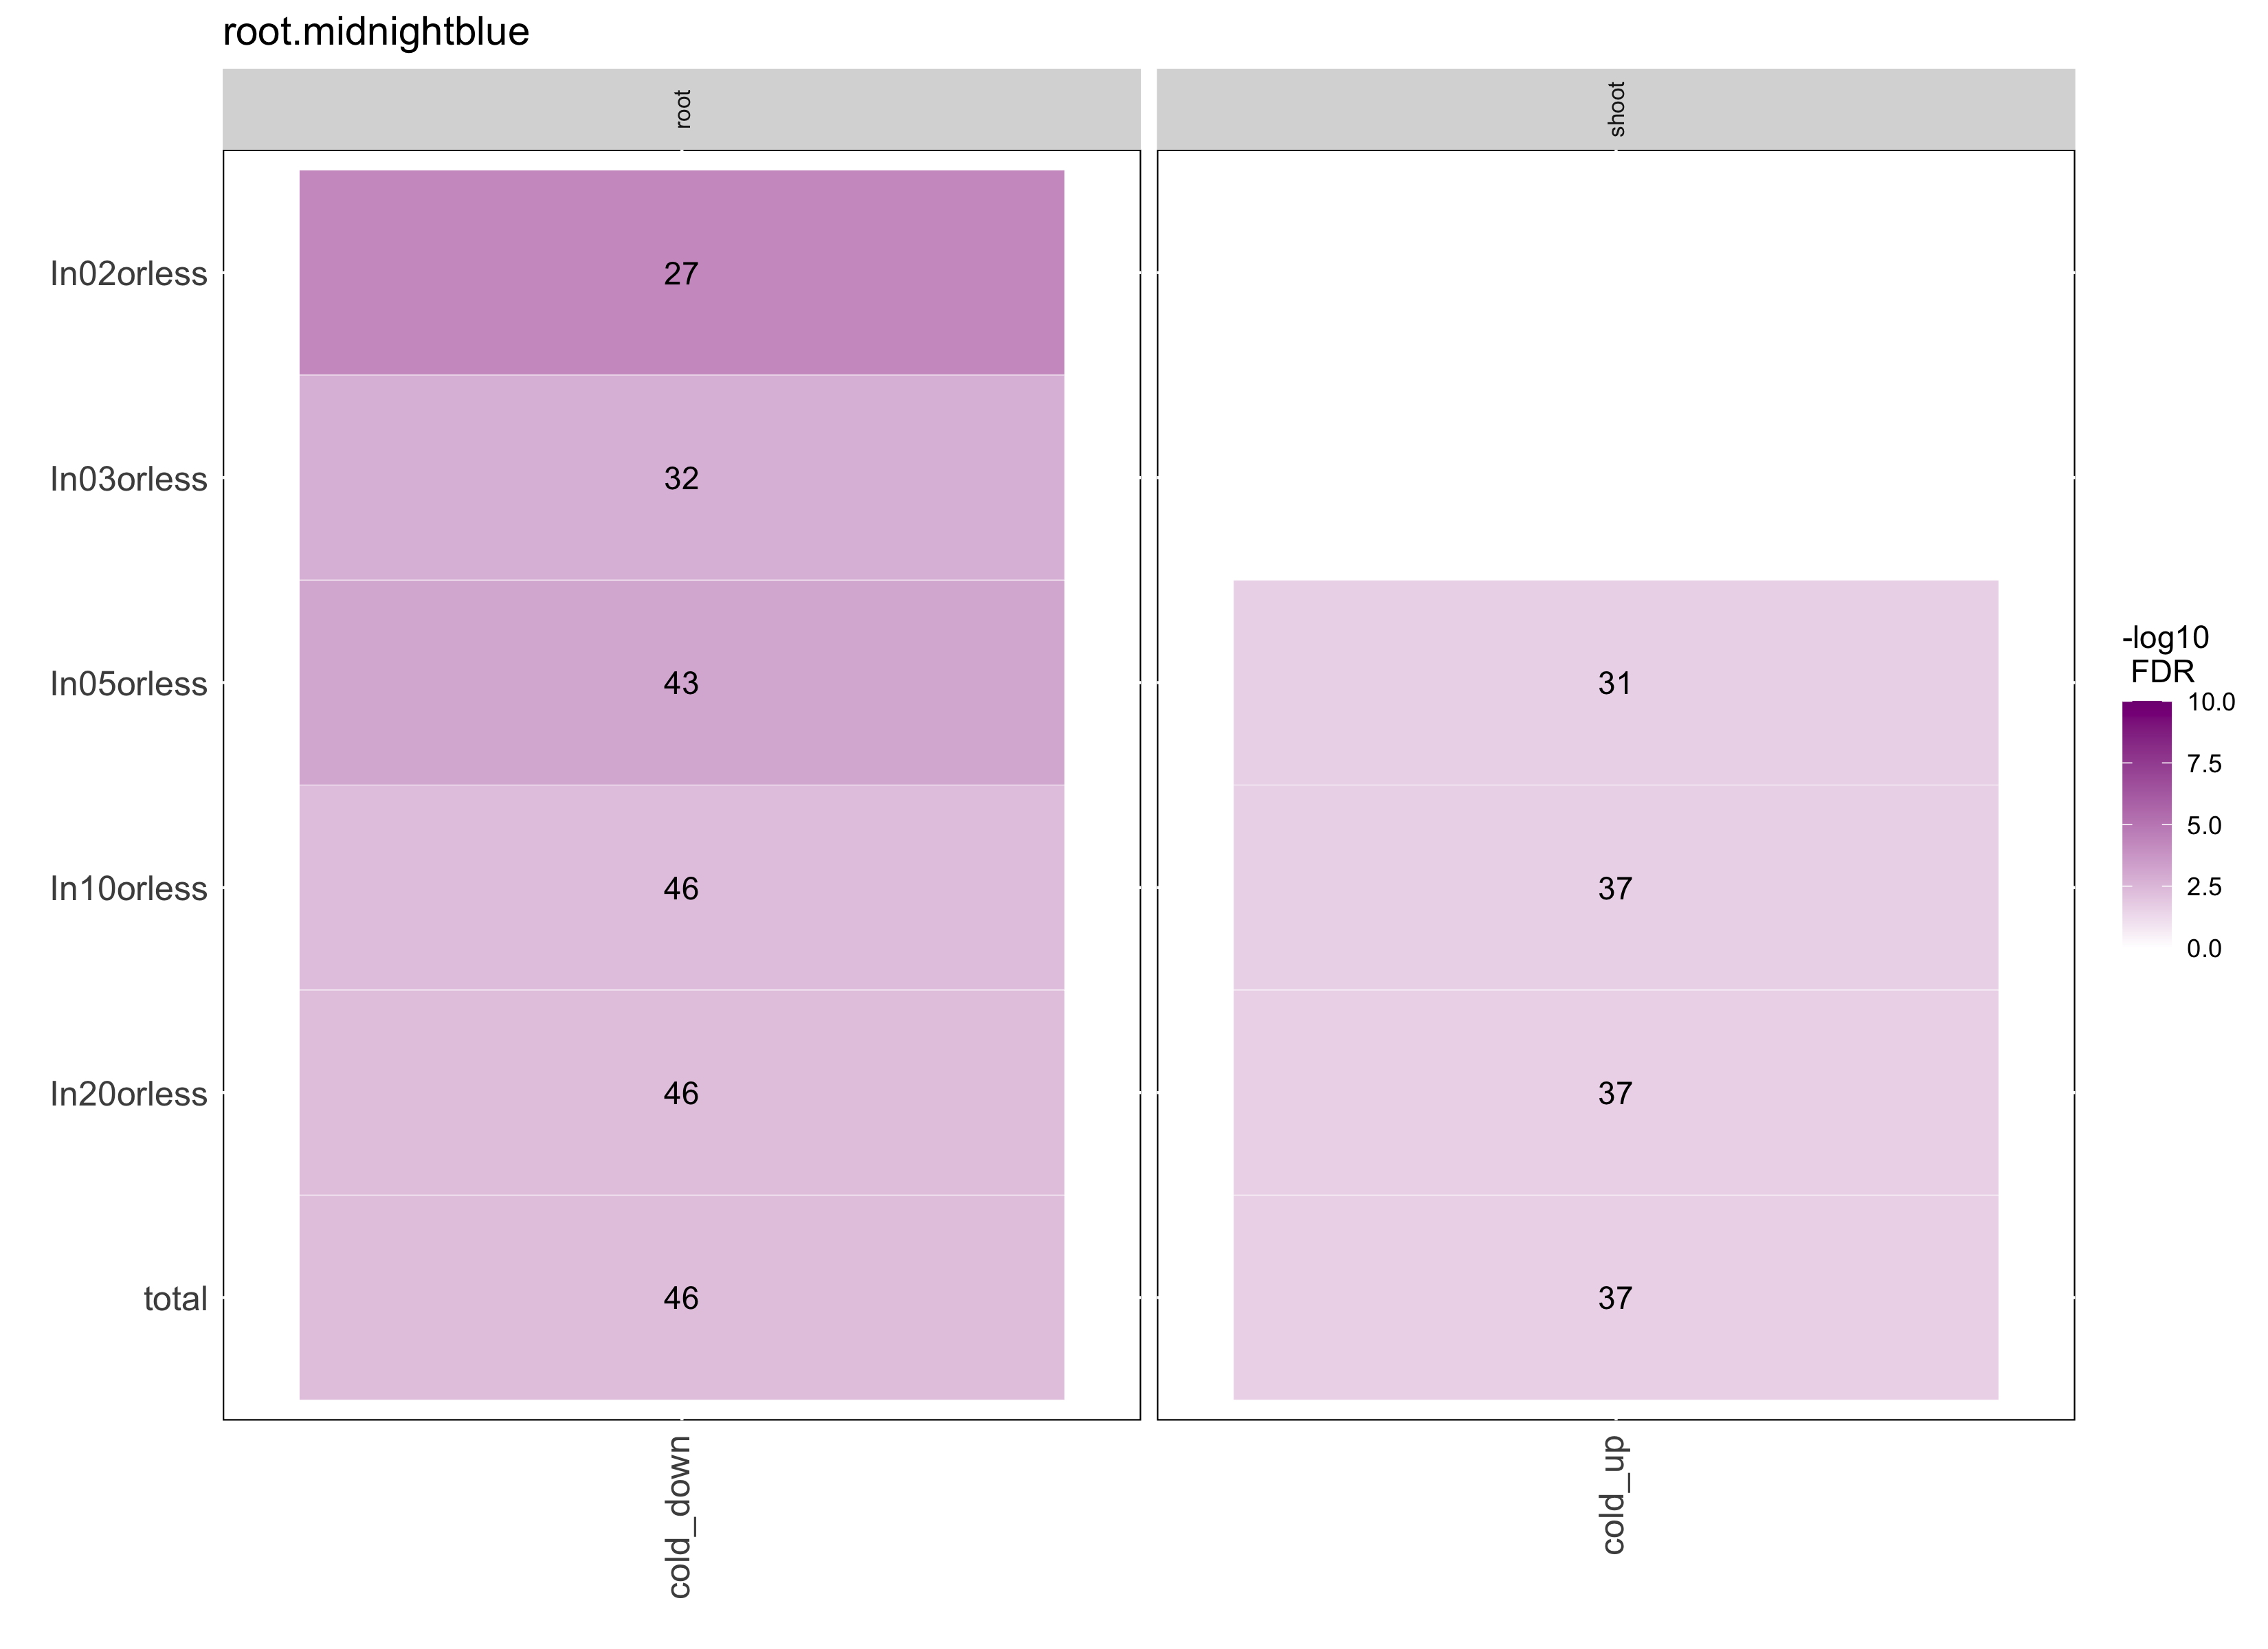 root.midnightblue
root
shoot
In02orless
27
In03orless
32
In05orless
43
31
In10orless
46
37
In20orless
46
37
total
46
37
cold_down
cold_up
-log10
FDR
10.0
7.5
5.0
2.5
0.0